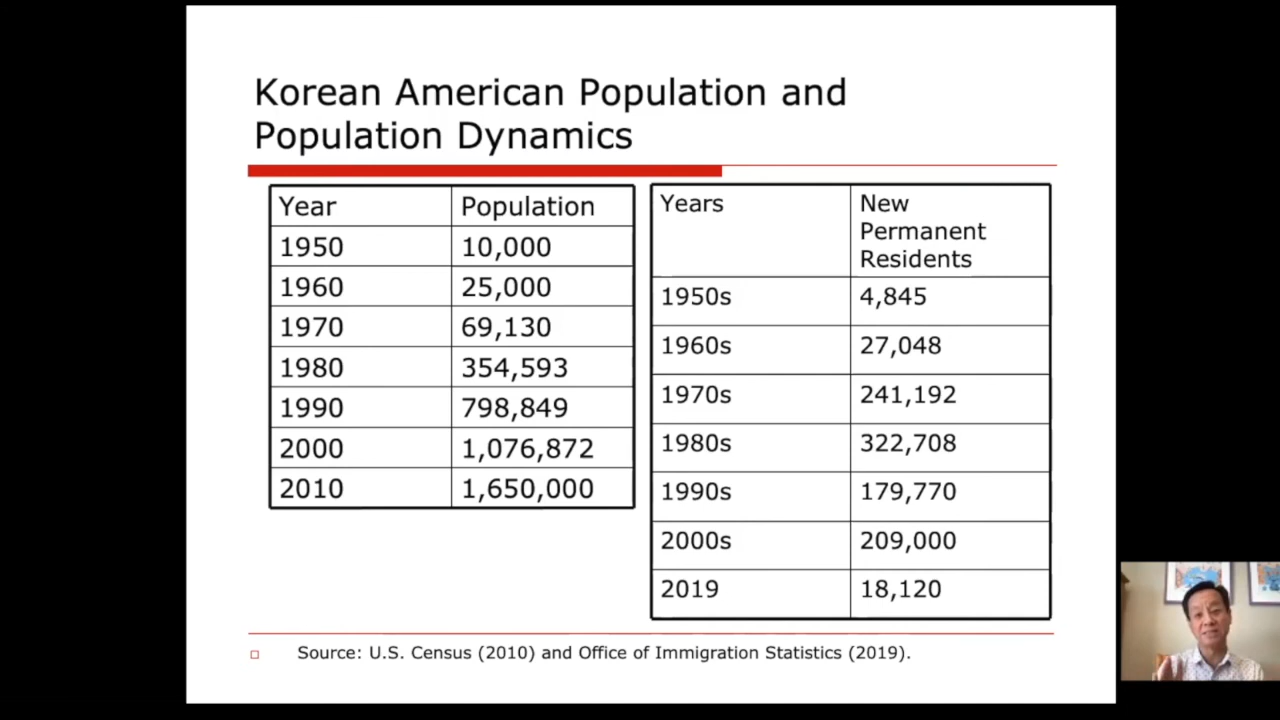 Korean American Population and
Population Dynamics
Year Population
1950 10,000
1960 25,000
1970 69,130
1980 354,593
1990 798,849
2000 1,076,872
2010 1,650,000
Years New
Permanent
Residents
1950s 4,845
1960s 27,048
1970s 241,192
1980s 322,708
1990s 179,770
2000s 209,000
2019 18,120
Source: U.S. Census (2010) and Office of Immigration Statistics (2019).